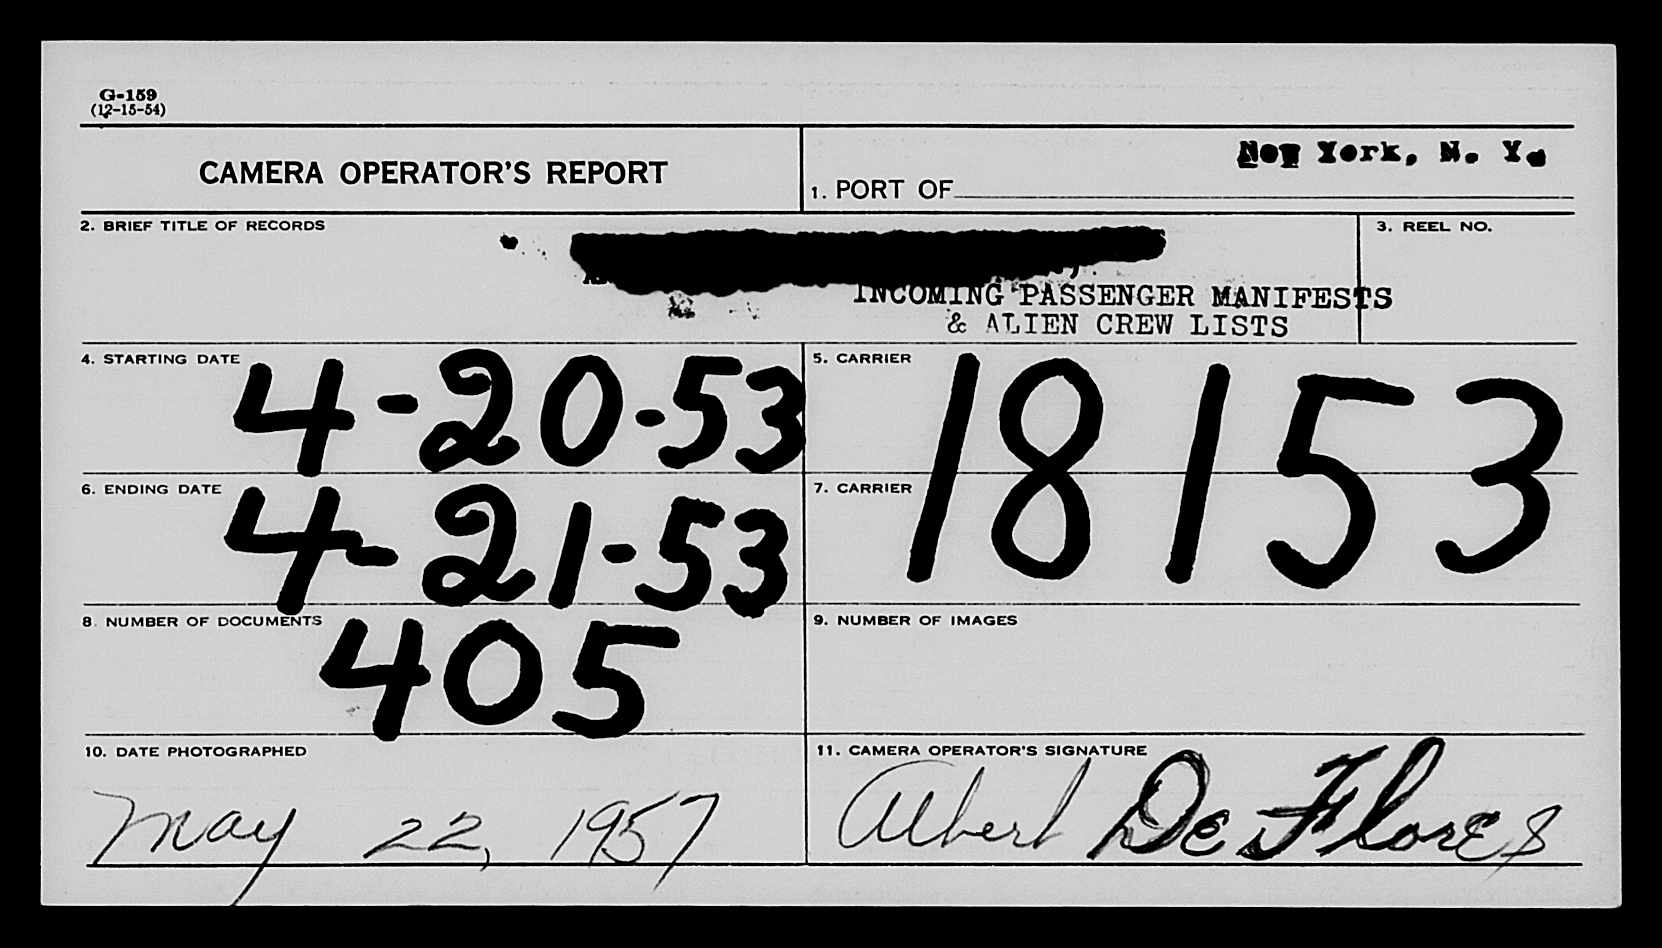 G-159
(12-15-54)
CAMERA OPERATOR'S REPORT
1. PORT OF New York, N. Y.
2. BRIEF TITLE OF RECORDS
3. REEL NO.
INCOMING PASSENGER MANIFESTS
& ALIEN CREW LISTS
4. STARTING DATE 4-20-53
5. CARRIER 18153
6. ENDING DATE 4-21-53
7. CARRIER
8. NUMBER OF DOCUMENTS 405
9. NUMBER OF IMAGES
10. DATE PHOTOGRAPHED
May 22, 1957
11. CAMERA OPERATOR'S SIGNATURE
Albert De Flores